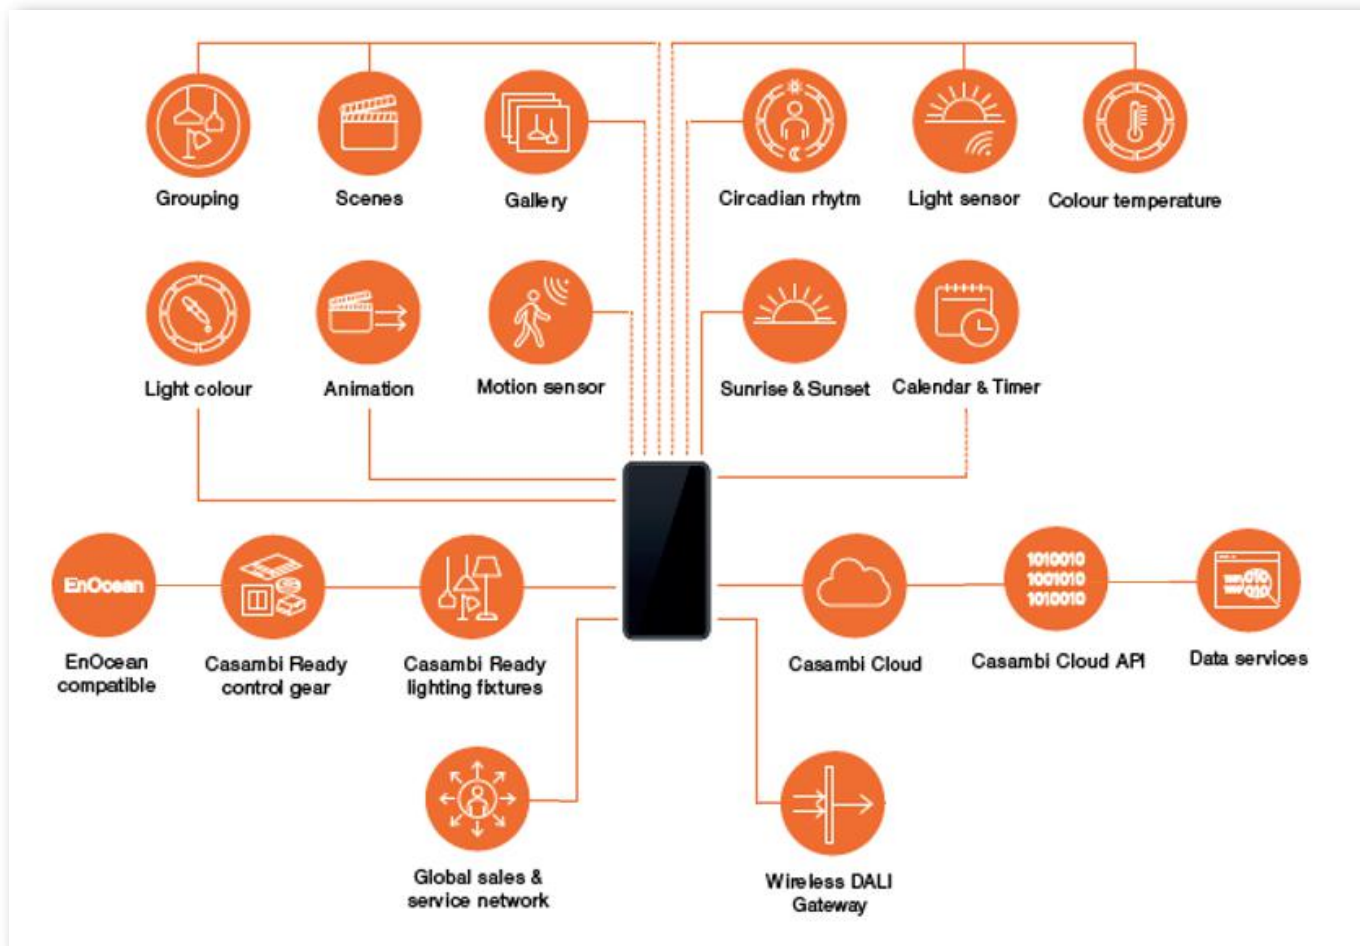 Grouping
Scenes
Gallery
Circadian rhytm
Light sensor
Colour temperature
Light colour
Animation
Motion sensor
Sunrise & Sunset
Calendar & Timer
EnOcean
1010010
1001010
1010010
010
010
EnOcean
compatible
Casambi Ready
control gear
Casambi Ready
lighting fixtures
Casambi Cloud
Casambi Cloud API
Data services
Global sales &
service network
Wireless DALI
Gateway